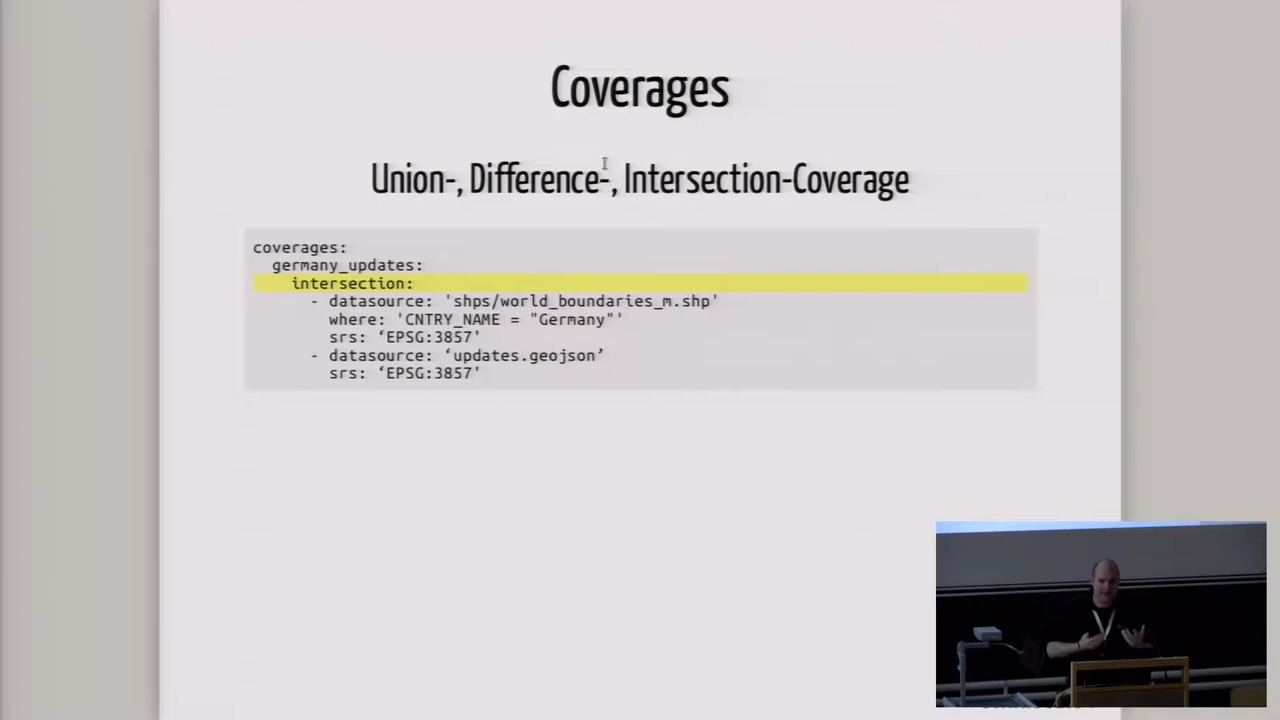 Coverages
Union-, Difference-, Intersection-Coverage
coverages:
  germany_updates:
    intersection:
      - datasource: 'shps/world_boundaries_m.shp'
        where: 'CNTRY_NAME = "Germany"'
        srs: ‘EPSG:3857'
      - datasource: ‘updates.geojson’
        srs: ‘EPSG:3857'